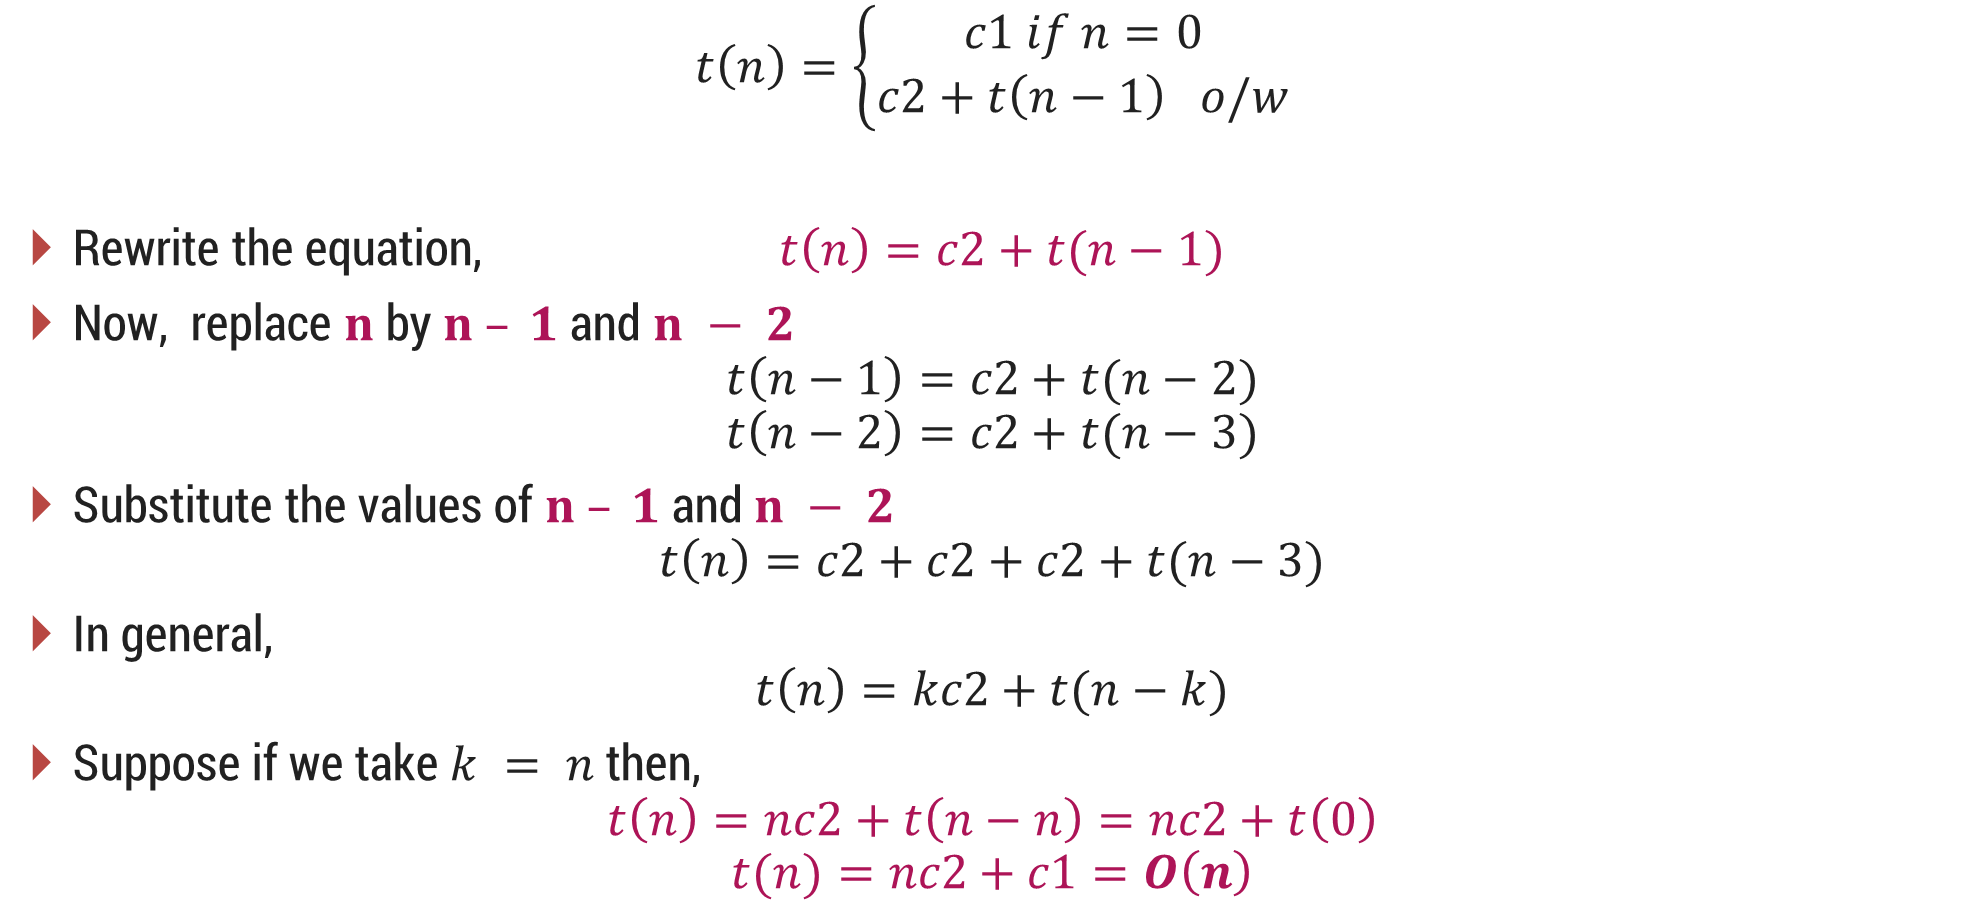 t(n) = { c1 if n = 0
c2 + t(n − 1) o/w
Rewrite the equation, t(n) = c2 + t(n − 1)
Now, replace n by n – 1 and n − 2
t(n − 1) = c2 + t(n − 2)
t(n − 2) = c2 + t(n − 3)
Substitute the values of n – 1 and n − 2
t(n) = c2 + c2 + c2 + t(n − 3)
In general,
t(n) = kc2 + t(n − k)
Suppose if we take k = n then,
t(n) = nc2 + t(n − n) = nc2 + t(0)
t(n) = nc2 + c1 = O(n)